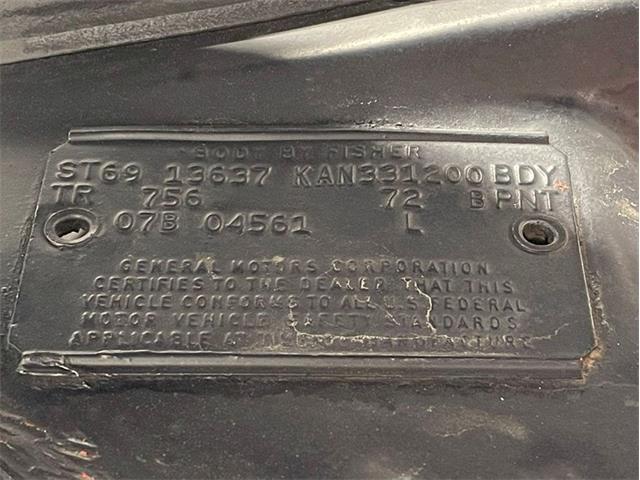 BODY BY FISHER
ST69 13637 KAN331200 BDY
TR 756 72 B PNT
07B 04561 L
GENERAL MOTORS CORPORATION
CERTIFIES TO THE DEALER THAT THIS
VEHICLE CONFORMS TO ALL U.S. FEDERAL
MOTOR VEHICLE SAFETY STANDARDS
APPLICABLE AT MANUFACTURE